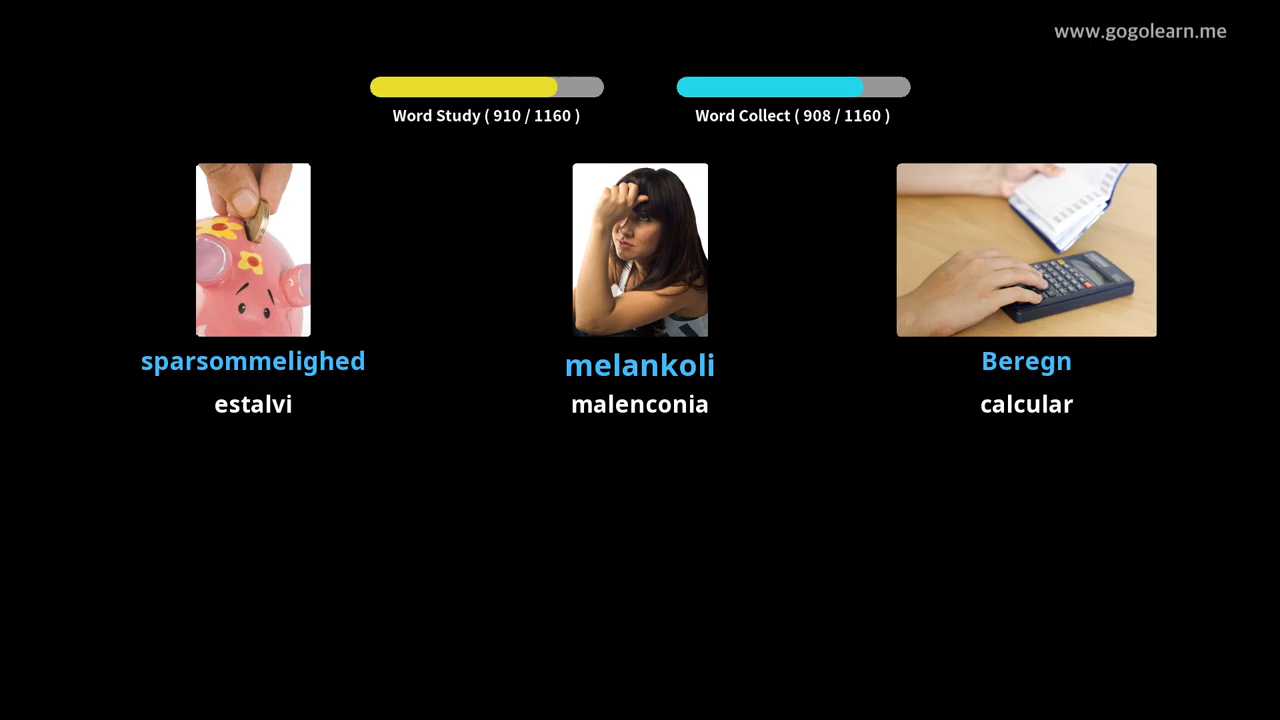 www.gogolearn.me
Word Study ( 910 / 1160 )
Word Collect ( 908 / 1160 )
sparsommelighed
melankoli
Beregn
estalvi
malenconia
calcular